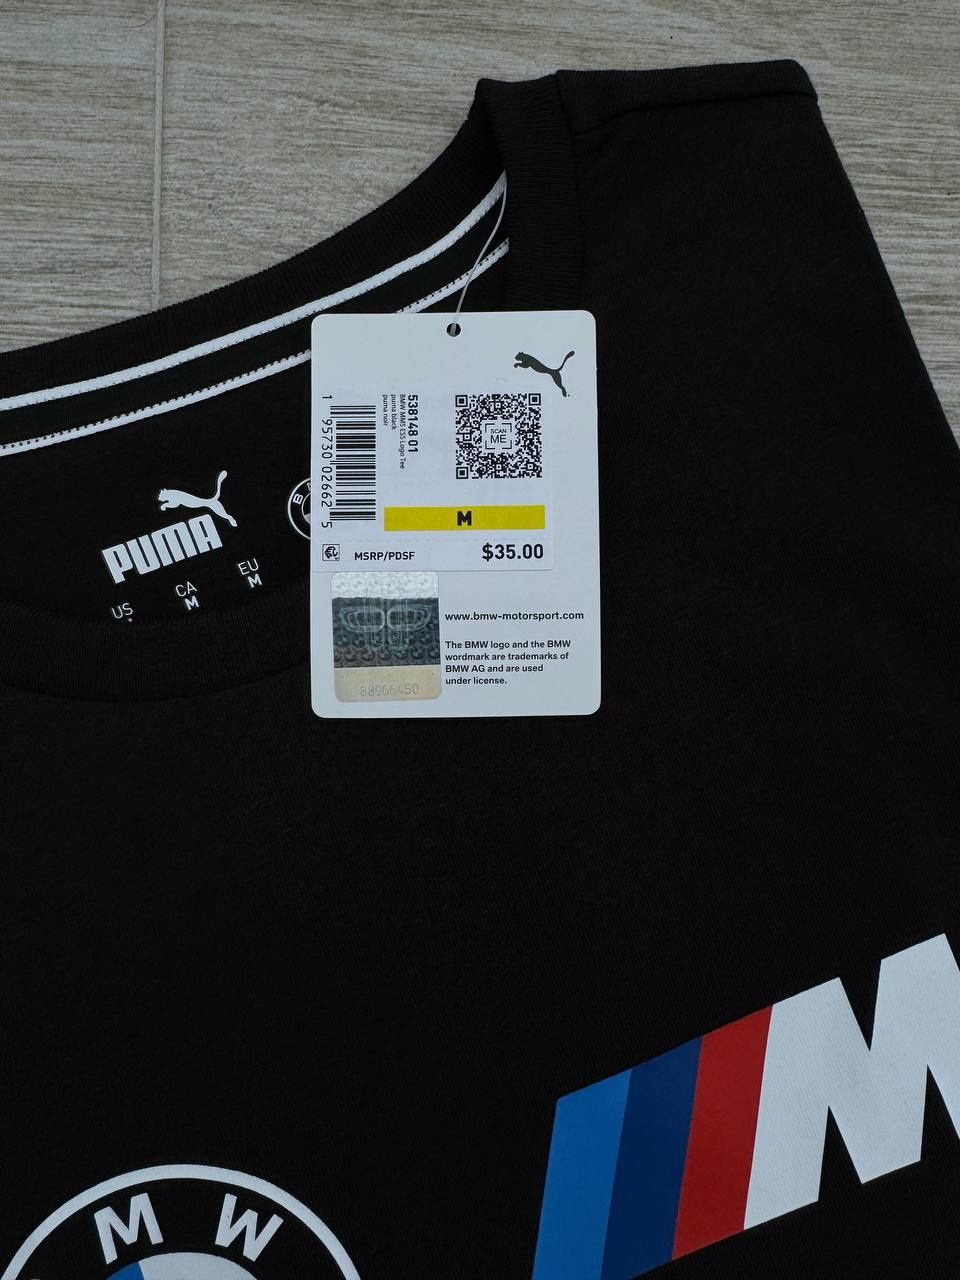 538148 01
BMW MMS ESS Logo Tee
puma black
puma noir
1 95730 02662 5
SCAN
ME
M
MSRP/PDSF
$35.00
www.bmw-motorsport.com
The BMW logo and the BMW
wordmark are trademarks of
BMW AG and are used
under license.
88966450
PUMA
US
CA
M
EU
M
B
M
M W